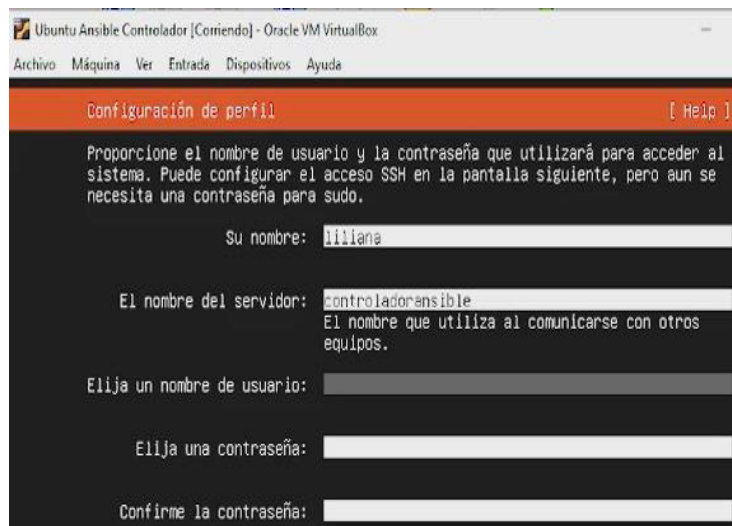 Ubuntu Ansible Controlador [Corriendo] - Oracle VM VirtualBox
Archivo Máquina Ver Entrada Dispositivos Ayuda
Configuración de perfil [ Help ]
Proporcione el nombre de usuario y la contraseña que utilizará para acceder al
sistema. Puede configurar el acceso SSH en la pantalla siguiente, pero aun se
necesita una contraseña para sudo.
Su nombre: liliana
El nombre del servidor: controladoransible
El nombre que utiliza al comunicarse con otros
equipos.
Elija un nombre de usuario:
Elija una contraseña:
Confirme la contraseña: